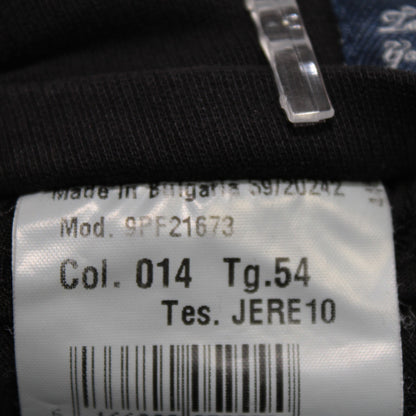 Made in Bulgaria 59/20242
Mod. 9PF21673
Col. 014 Tg.54
Tes. JERE10